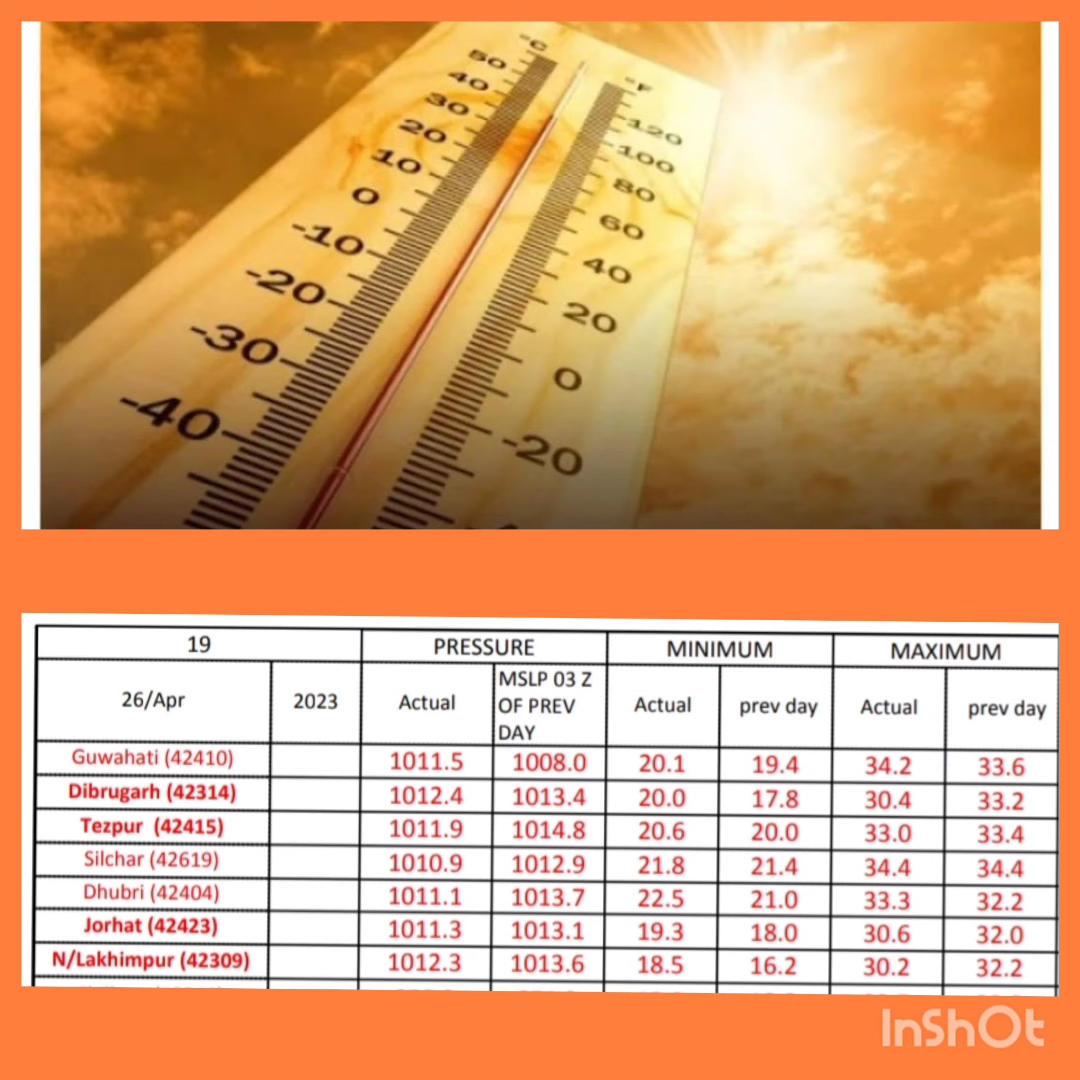 °C
°F
50
40
30
20
10
0
-10
-20
-30
-40
120
100
80
60
40
20
0
-20
19 PRESSURE MINIMUM MAXIMUM
26/Apr 2023 Actual MSLP 03 Z OF PREV DAY Actual prev day Actual prev day
Guwahati (42410) 1011.5 1008.0 20.1 19.4 34.2 33.6
Dibrugarh (42314) 1012.4 1013.4 20.0 17.8 30.4 33.2
Tezpur (42415) 1011.9 1014.8 20.6 20.0 33.0 33.4
Silchar (42619) 1010.9 1012.9 21.8 21.4 34.4 34.4
Dhubri (42404) 1011.1 1013.7 22.5 21.0 33.3 32.2
Jorhat (42423) 1011.3 1013.1 19.3 18.0 30.6 32.0
N/Lakhimpur (42309) 1012.3 1013.6 18.5 16.2 30.2 32.2
InShOt